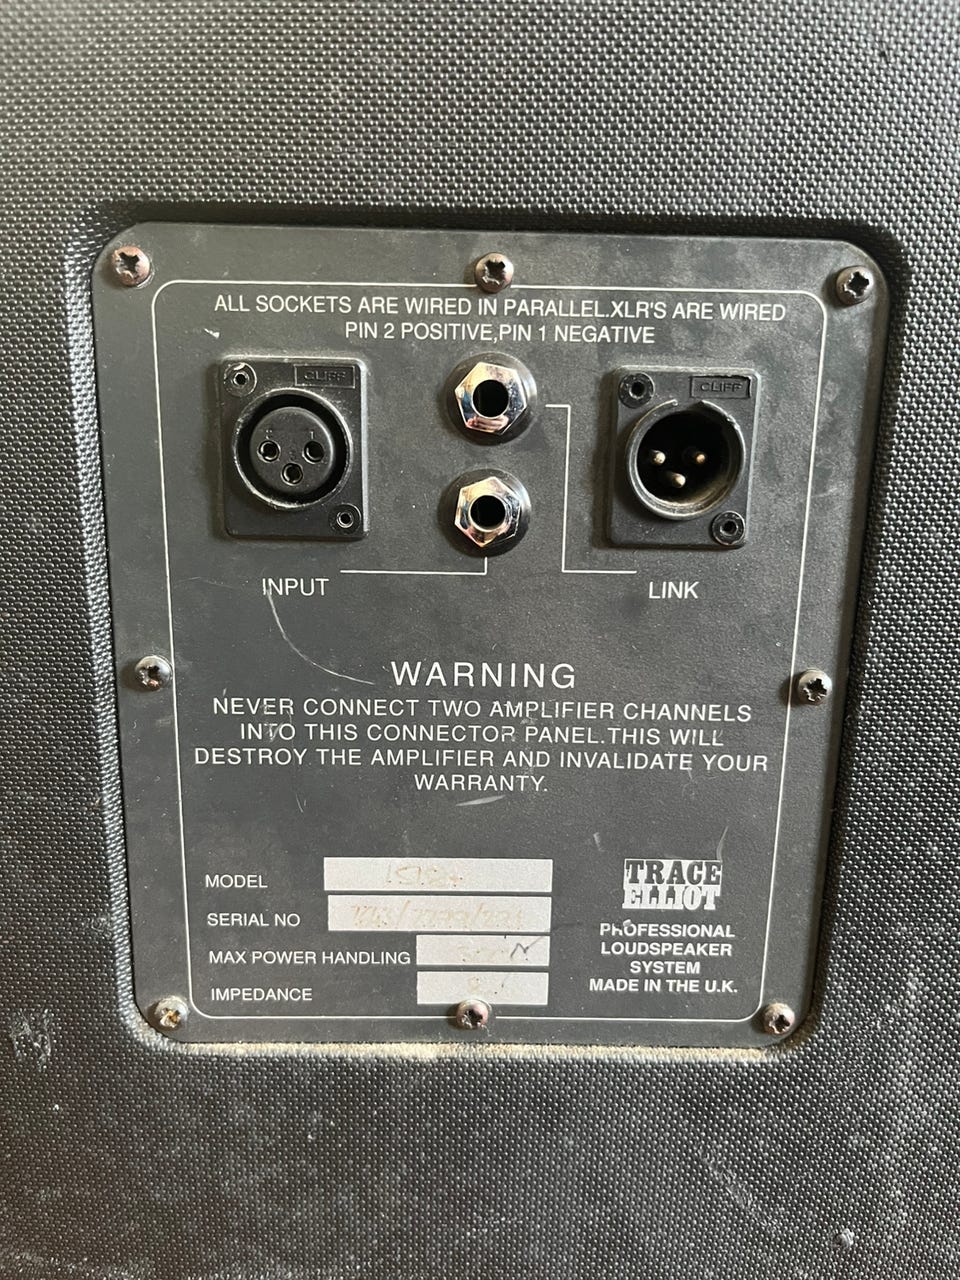 ALL SOCKETS ARE WIRED IN PARALLEL.XLR'S ARE WIRED
PIN 2 POSITIVE,PIN 1 NEGATIVE
CLIFF
CLIFF
INPUT
LINK
WARNING
NEVER CONNECT TWO AMPLIFIER CHANNELS
INTO THIS CONNECTOR PANEL.THIS WILL
DESTROY THE AMPLIFIER AND INVALIDATE YOUR
WARRANTY.
MODEL
SERIAL NO
MAX POWER HANDLING
IMPEDANCE
TRACE
ELLIOT
PROFESSIONAL
LOUDSPEAKER
SYSTEM
MADE IN THE U.K.